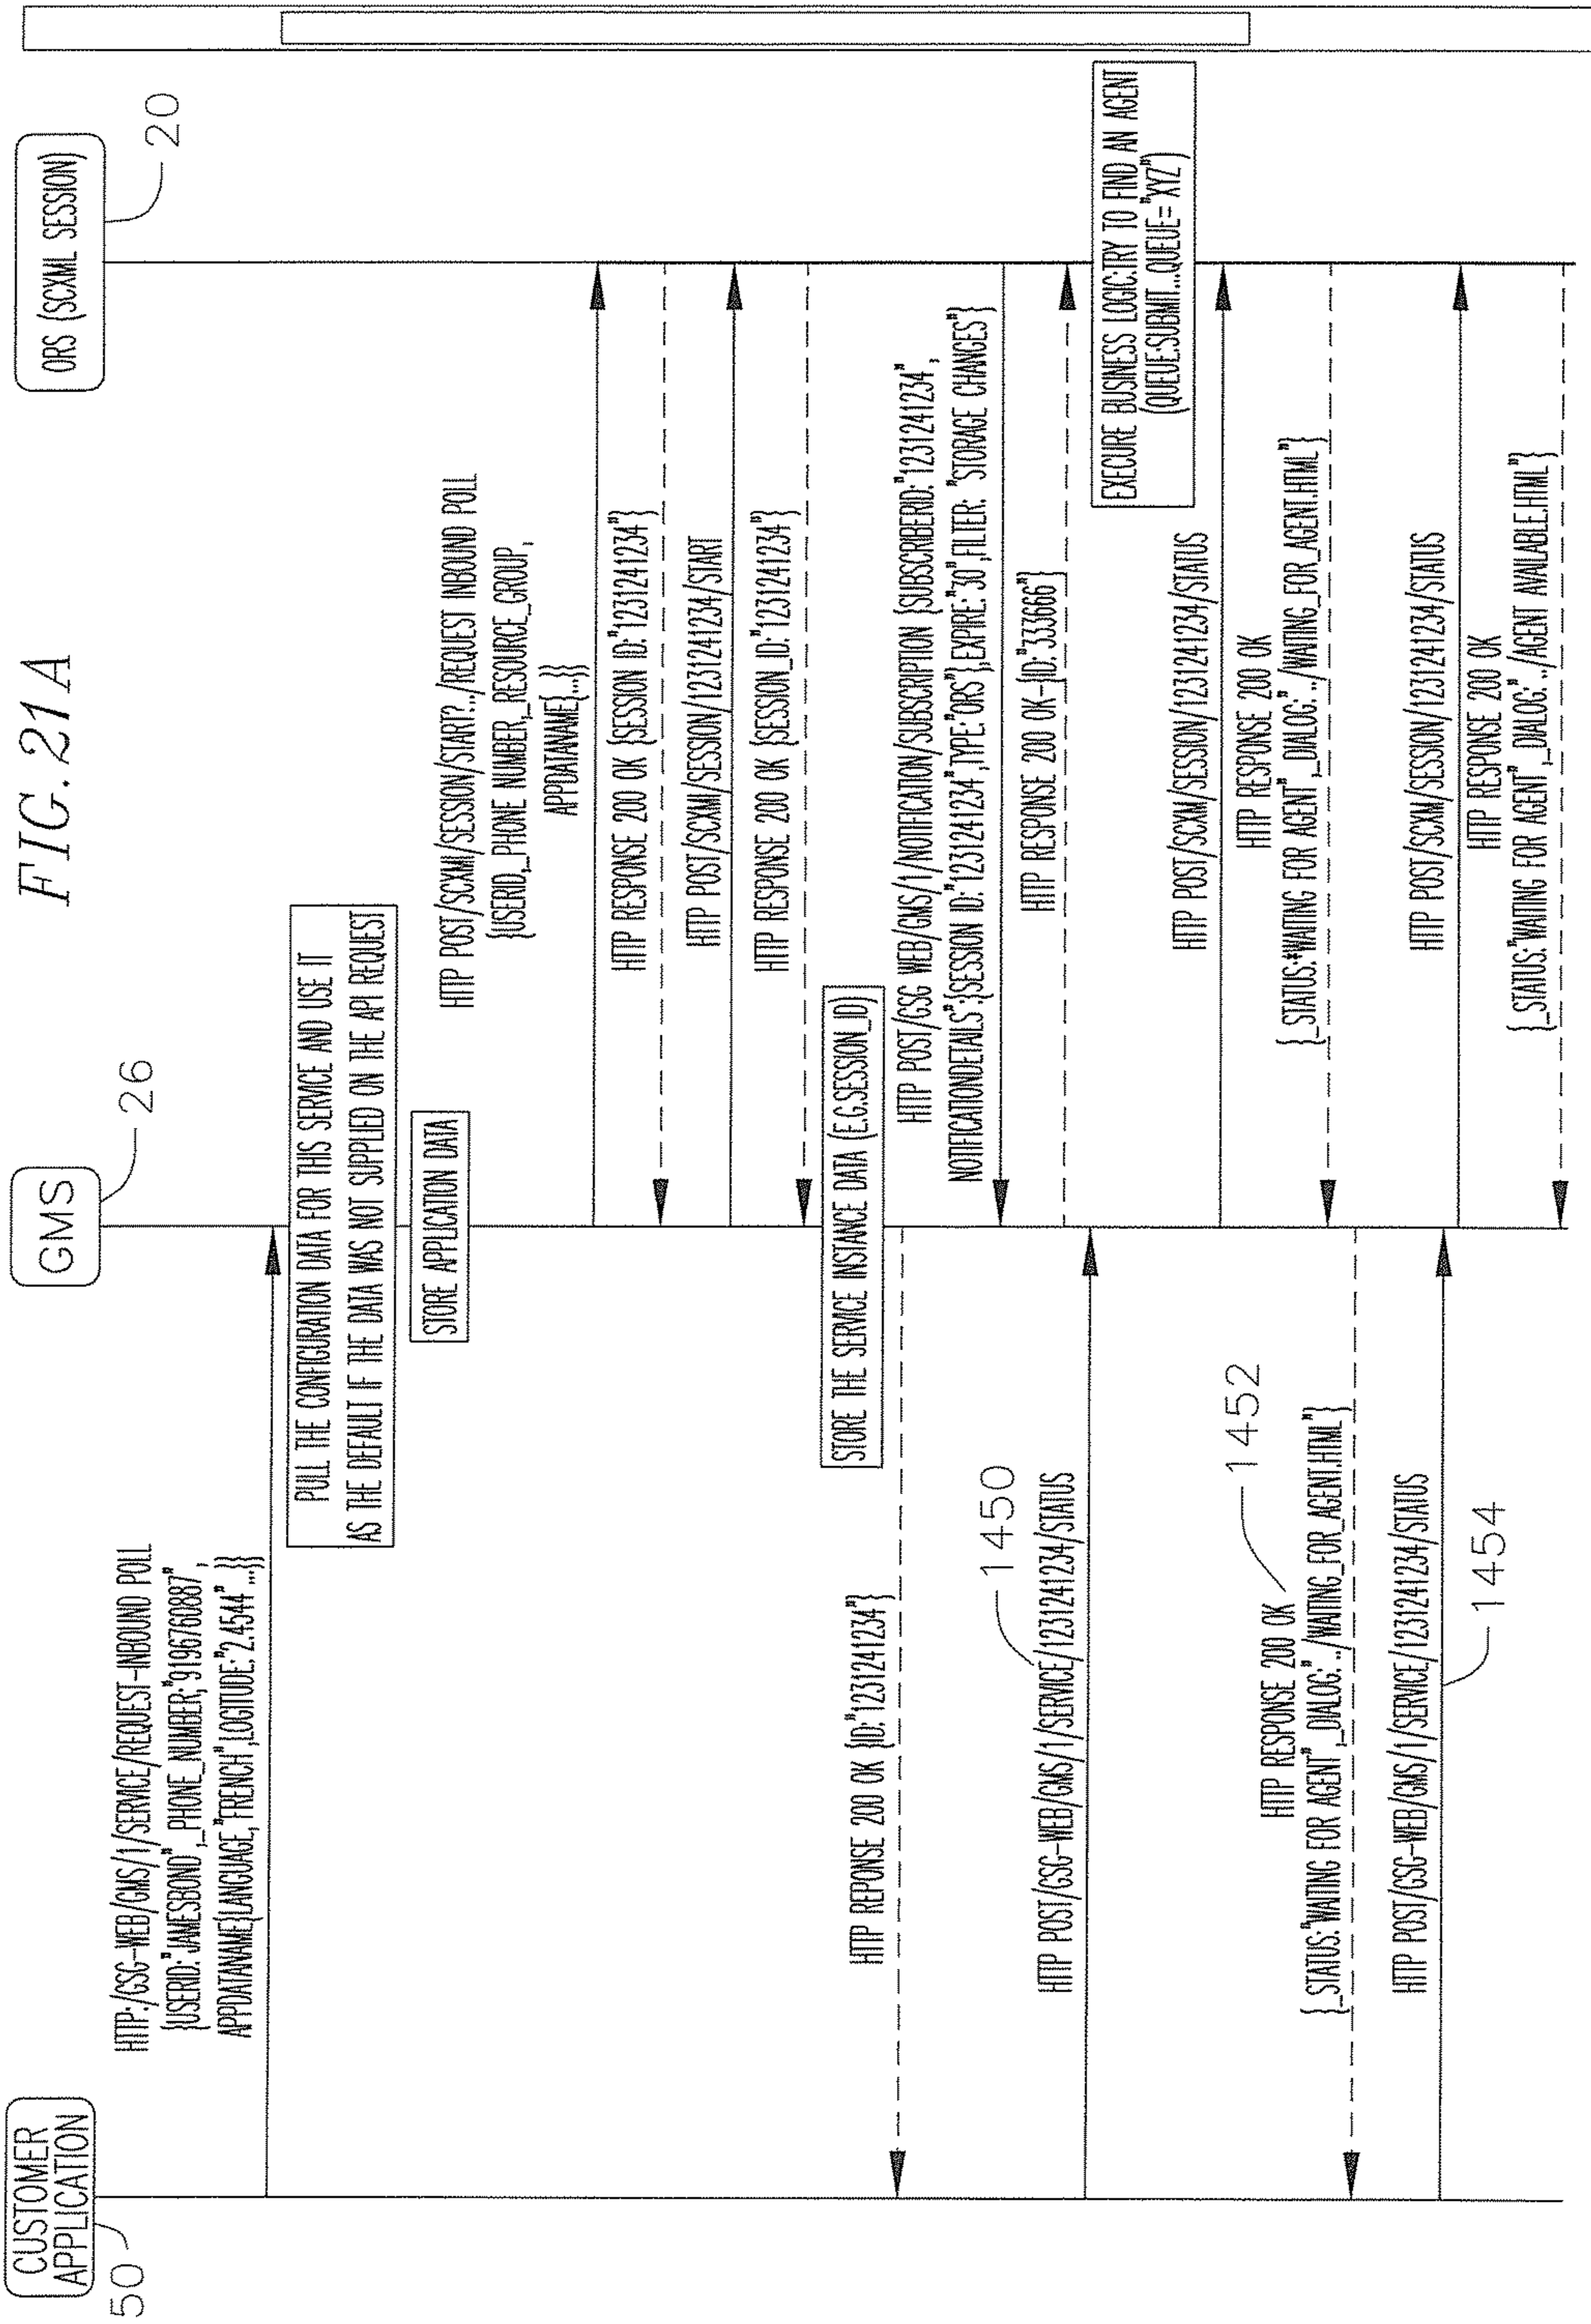 FIG. 21A
CUSTOMER
APPLICATION
50
GMS
26
ORS (SCXML SESSION)
20
HTTP:/GSG-WEB/GMS/1/SERVICE/REQUEST-INBOUND POLL
{USERID:"JAMESBOND",_PHONE_NUMBER;"9196760887",
APPDATANAME}LANGUAGE,"FRENCH",LOGITUDE;"2.4544"...}}
PULL THE CONFIGURATION DATA FOR THIS SERVICE AND USE IT
AS THE DEFAULT IF THE DATA WAS NOT SUPPLIED ON THE API REQUEST
STORE APPLICATION DATA
HTTP POST/SCXMl/SESSION/START?../REQUEST INBOUND POLL
{USERID,_PHONE NUMBER,_RESOURCE_GROUP,
APPDATANAME{...}}
HTTP RESPONSE 200 OK {SESSION ID:"1231241234"}
HTTP POST/SCXMl/SESSION/1231241234/START
HTTP RESPONSE 200 OK {SESSION_ID:"1231241234"}
STORE THE SERVICE INSTANCE DATA (E.G.SESSION_ID)
HTTP REPONSE 200 OK {ID:"1231241234"}
HTTP POST/GSG WEB/GMS/1/NOTIFICATION/SUBSCRIPTION {SUBSCRIBERID:"1231241234",
NOTIFICATIONDETAILS":{SESSION ID:"1231241234",TYPE:"ORS"},EXPIRE:"30",FILTER: "STORAGE CHANGES"}
HTTP RESPONSE 200 OK-{ID:"333666"}
1450
HTTP POST/GSG-WEB/GMS/1/SERVICE/1231241234/STATUS
EXECURE BUSINESS LOGIC:TRY TO FIND AN AGENT
(QUEUE:SUBMIT...QUEUE="XYZ")
HTTP POST/SCXM/SESSION/1231241234/STATUS
HTTP RESPONSE 200 OK
{_STATUS:"WAITING FOR AGENT",_DIALOG:"../WAITING_FOR_AGENT.HTML"}
1452
HTTP RESPONSE 200 OK
{_STATUS:"WAITING FOR AGENT",_DIALOG:"../WAITING_FOR_AGENT.HTML"}
HTTP POST/GSG-WEB/GMS/1/SERVICE/1231241234/STATUS
1454
HTTP POST/SCXM/SESSION/1231241234/STATUS
HTTP RESPONSE 200 OK
{_STATUS:"WAITING FOR AGENT",_DIALOG:"../AGENT AVALABLE.HTML"}